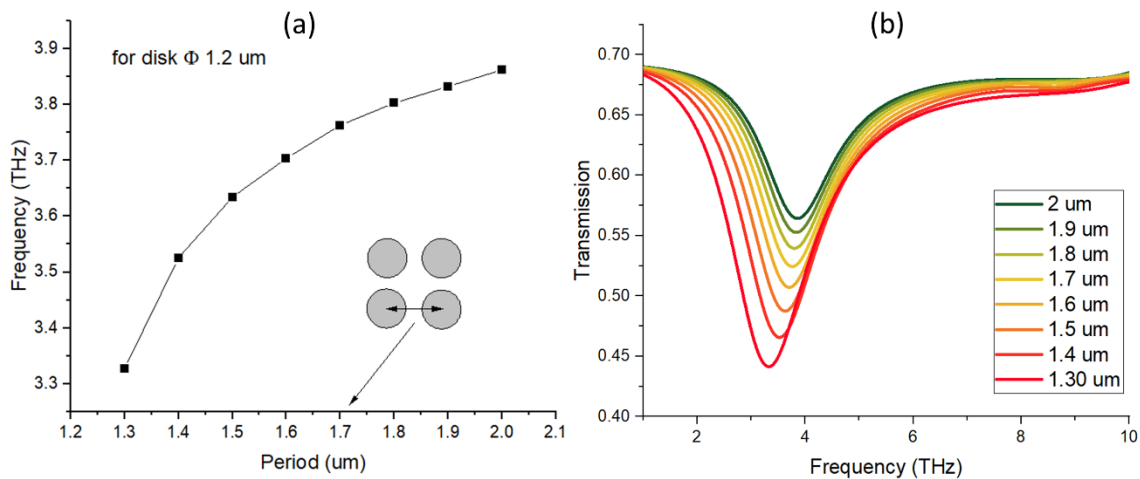 (a)
for disk Φ 1.2 um
3.9
3.8
3.7
3.6
3.5
3.4
3.3
Frequency (THz)
1.2 1.3 1.4 1.5 1.6 1.7 1.8 1.9 2.0 2.1
Period (um)
(b)
0.70
0.65
0.60
0.55
0.50
0.45
0.40
Transmission
2 um
1.9 um
1.8 um
1.7 um
1.6 um
1.5 um
1.4 um
1.30 um
2 4 6 8 10
Frequency (THz)